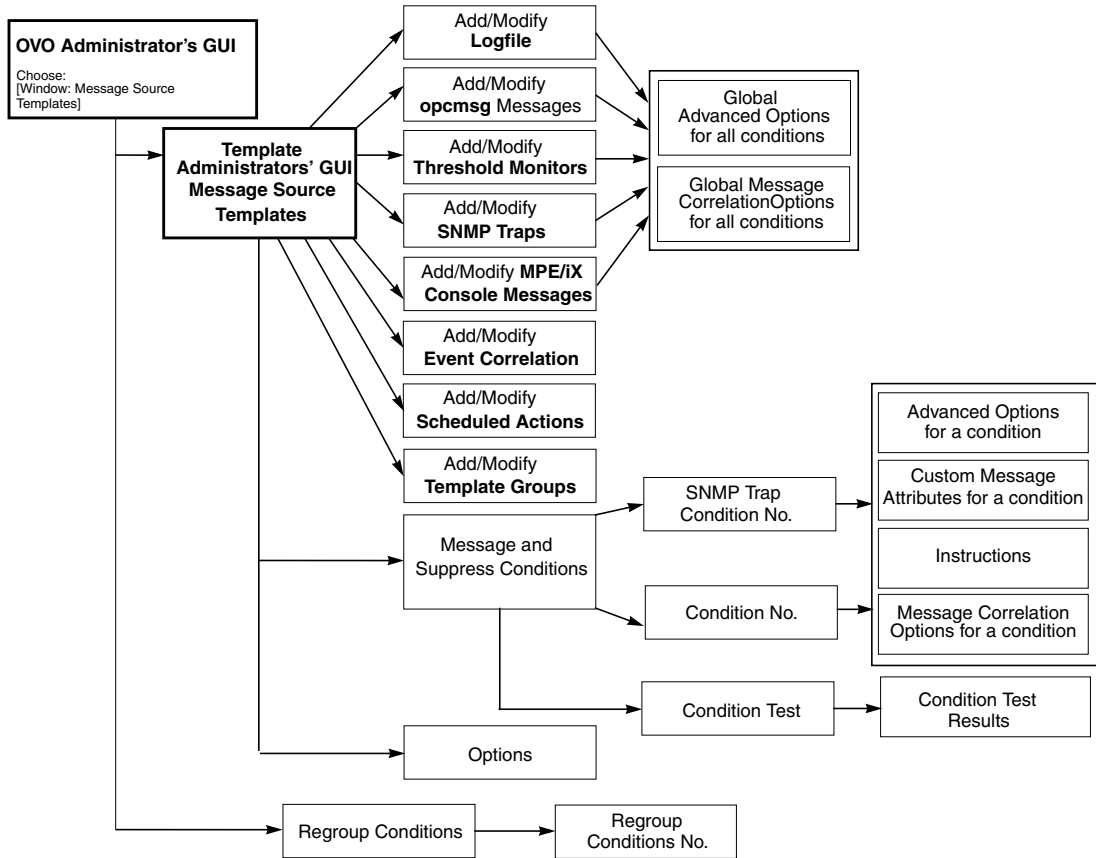 OVO Administrator's GUI
Choose:
[Window: Message Source
Templates]
Template
Administrators' GUI
Message Source
Templates
Add/Modify
Logfile
Add/Modify
opcmsg Messages
Add/Modify
Threshold Monitors
Add/Modify
SNMP Traps
Add/Modify MPE/iX
Console Messages
Add/Modify
Event Correlation
Add/Modify
Scheduled Actions
Add/Modify
Template Groups
Global
Advanced Options
for all conditions
Global Message
CorrelationOptions
for all conditions
Message and
Suppress Conditions
SNMP Trap
Condition No.
Condition No.
Advanced Options
for a condition
Custom Message
Attributes for a condition
Instructions
Message Correlation
Options for a condition
Condition Test
Condition Test
Results
Options
Regroup Conditions
Regroup
Conditions No.